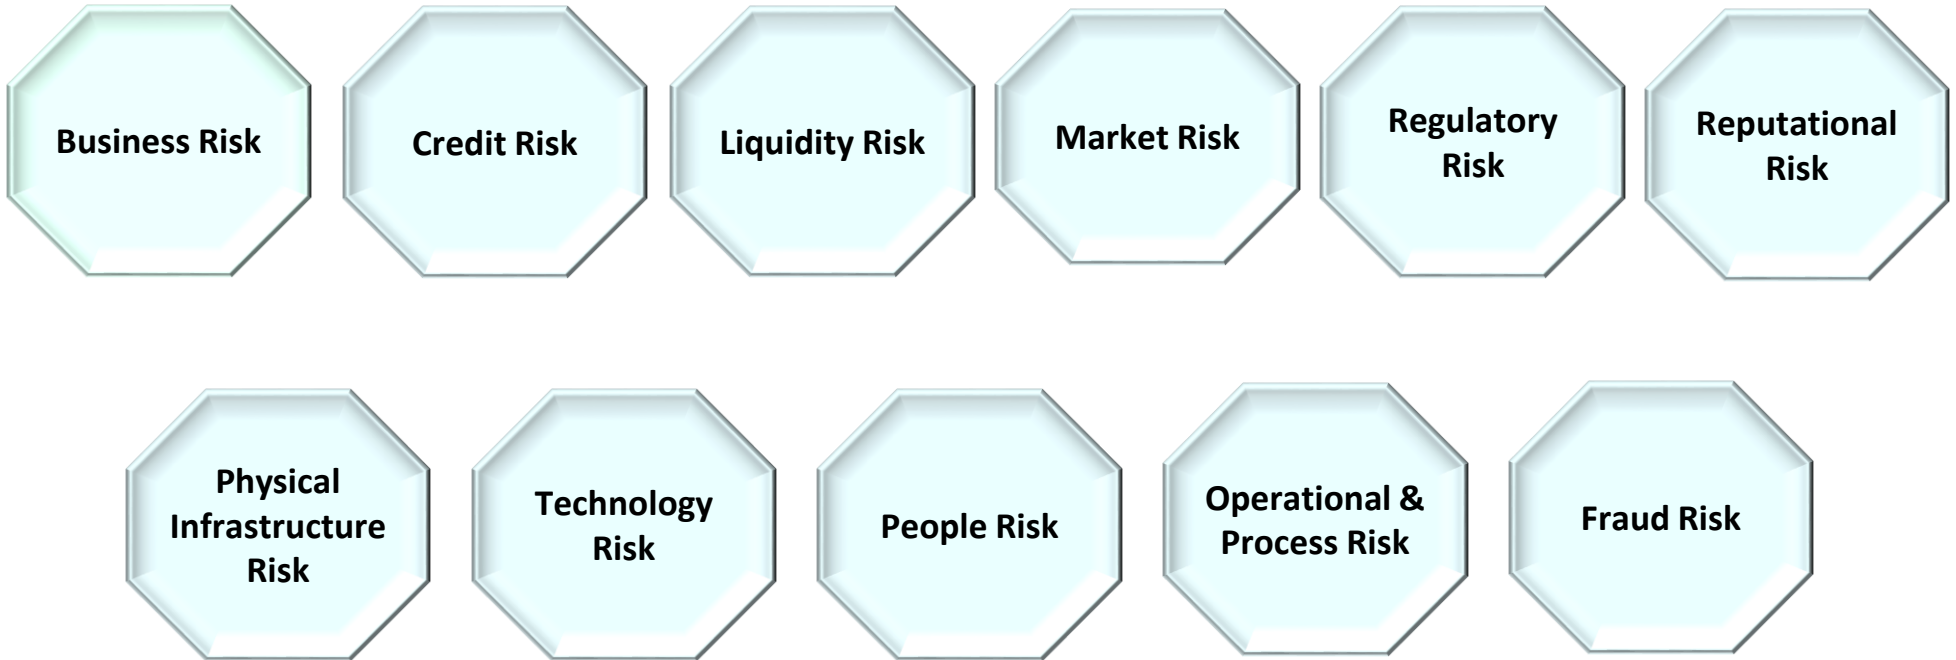 Business Risk
Credit Risk
Liquidity Risk
Market Risk
Regulatory
Risk
Reputational
Risk
Physical
Infrastructure
Risk
Technology
Risk
People Risk
Operational &
Process Risk
Fraud Risk